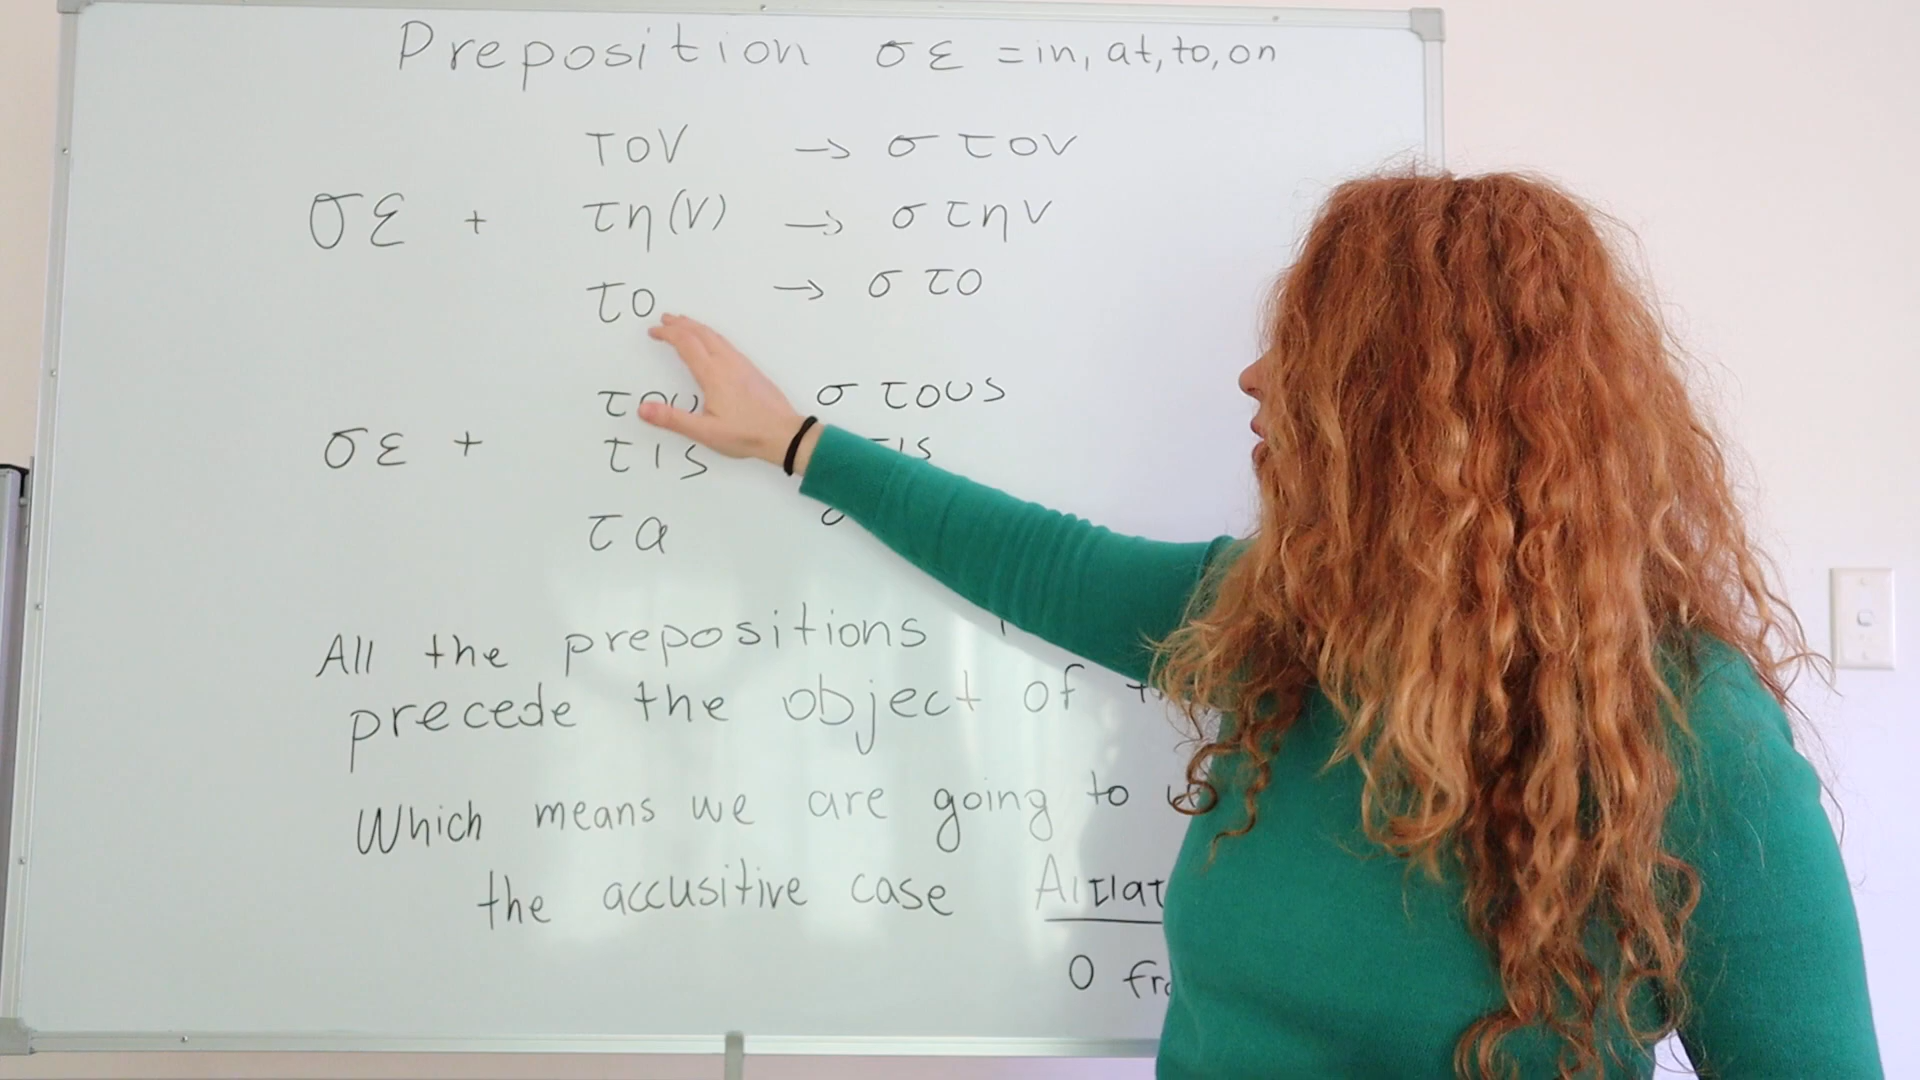 Preposition σε = in, at, to, on
τον → στον
σε + τη(ν) → στην
το → στο
στους
σε + τις
τα
All the prepositions
precede the object of
Which means we are going to
the accusitive case
Ο